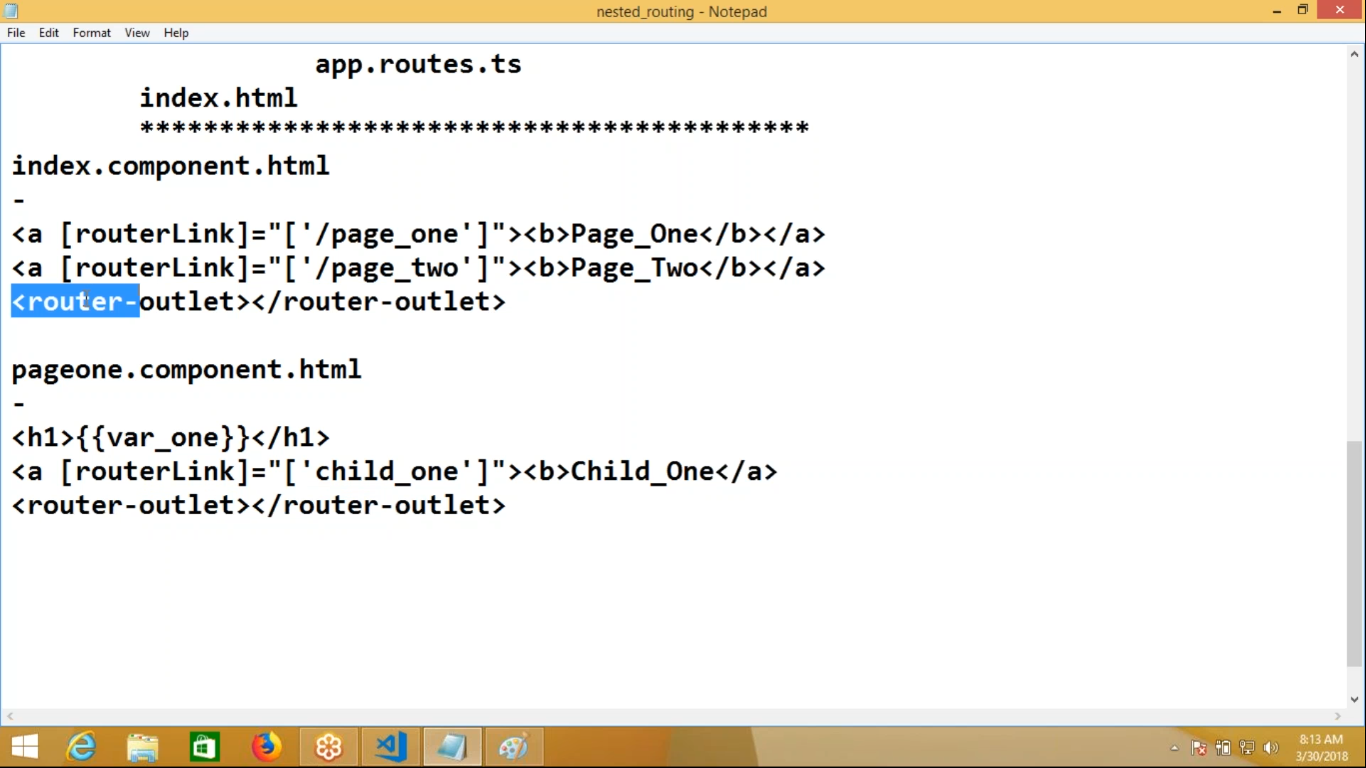 nested_routing - Notepad
File Edit Format View Help
app.routes.ts
index.html
******************************************
index.component.html
-
<a [routerLink]="['/page_one']"><b>Page_One</b></a>
<a [routerLink]="['/page_two']"><b>Page_Two</b></a>
<router-outlet></router-outlet>
pageone.component.html
-
<h1>{{var_one}}</h1>
<a [routerLink]="['child_one']"><b>Child_One</a>
<router-outlet></router-outlet>
8:13 AM
3/30/2018